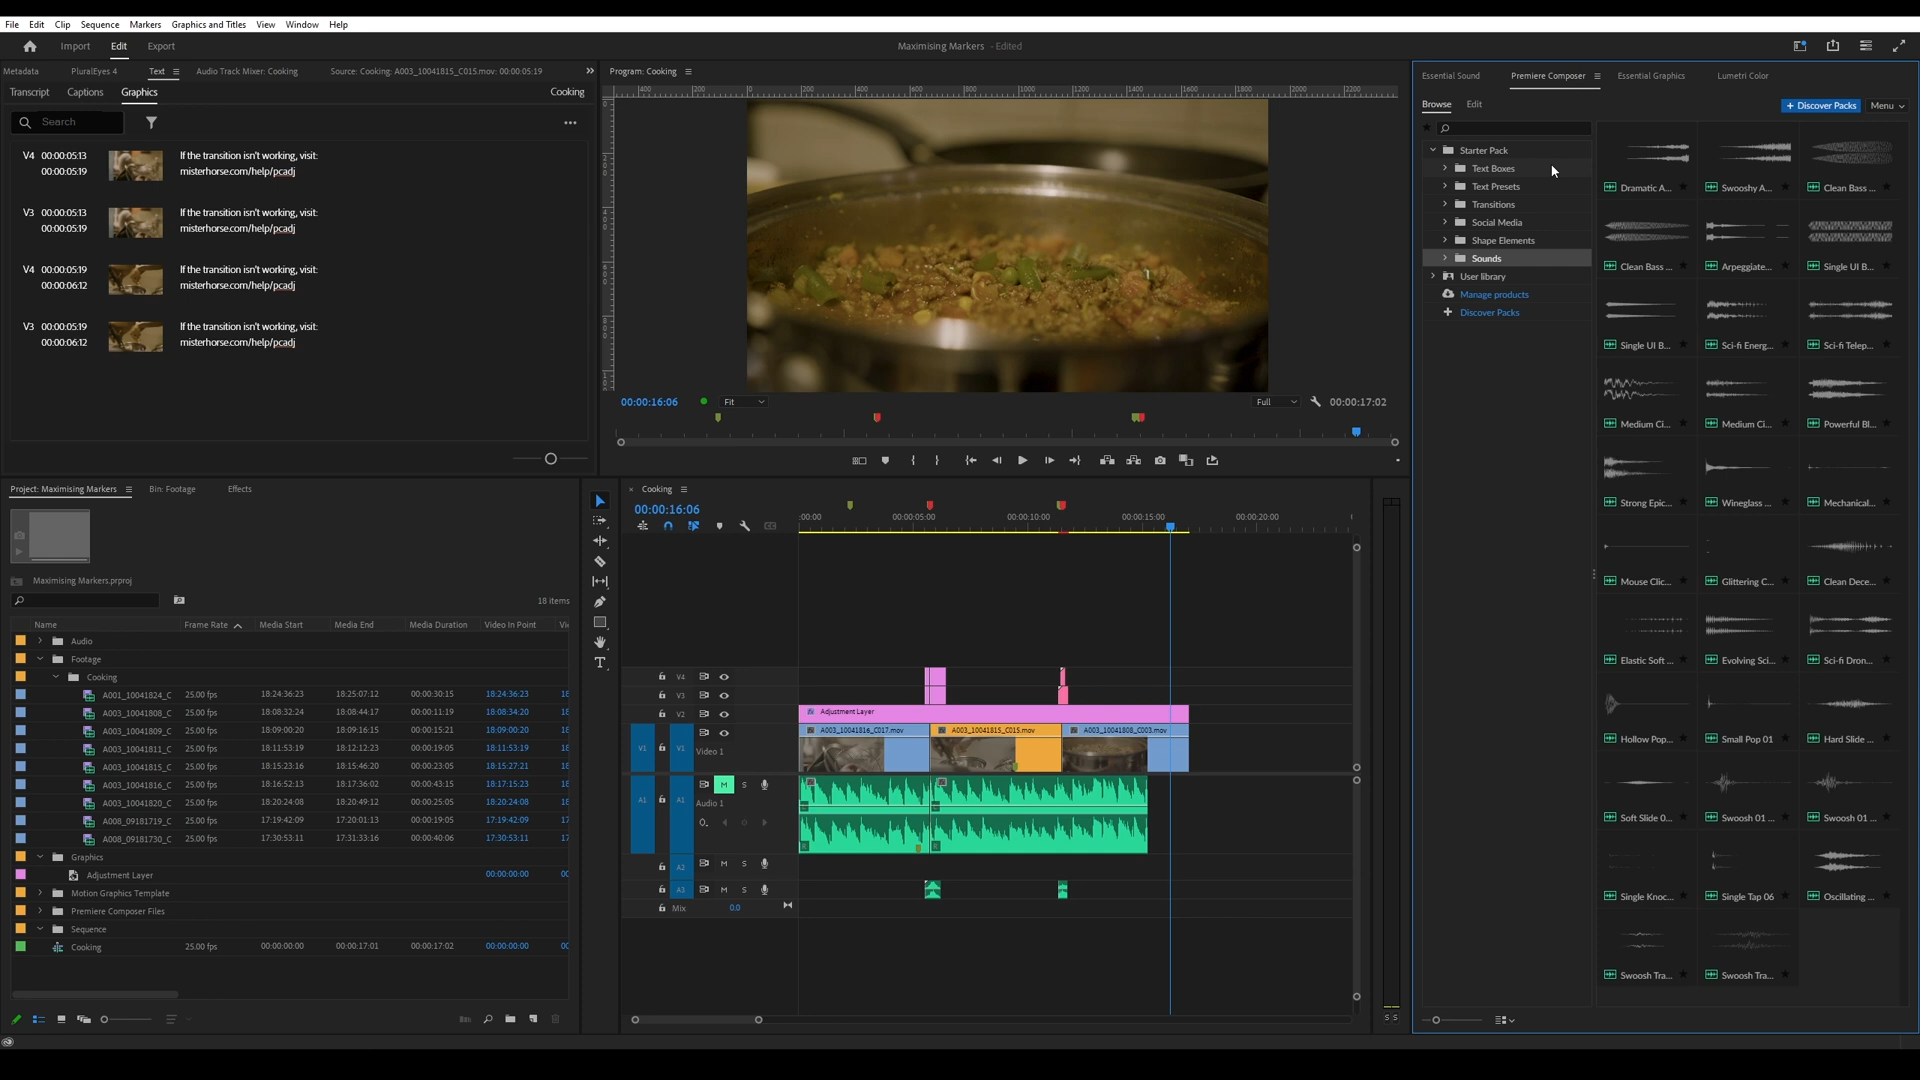 File Edit Clip Sequence Markers Graphics and Titles View Window Help
Import Edit Export
Maximising Markers - Edited
Metadata PluralEyes 4 Text Audio Track Mixer: Cooking Source: Cooking: A003_10041815_C015.mov: 00:00:05:19
Transcript Captions Graphics Cooking
Search
V4 00:00:05:13 If the transition isn't working, visit:
00:00:05:19 misterhorse.com/help/pcadj
V3 00:00:05:13 If the transition isn't working, visit:
00:00:05:19 misterhorse.com/help/pcadj
V4 00:00:05:19 If the transition isn't working, visit:
00:00:06:12 misterhorse.com/help/pcadj
V3 00:00:05:19 If the transition isn't working, visit:
00:00:06:12 misterhorse.com/help/pcadj
Program: Cooking
00:00:16:06 Fit Full 00:00:17:02
Essential Sound Premiere Composer Essential Graphics Lumetri Color
Browse Edit + Discover Packs Menu
Starter Pack
Text Boxes
Text Presets
Transitions
Social Media
Shape Elements
Sounds
User library
Manage products
Discover Packs
Dramatic A... Swooshy A... Clean Bass ...
Clean Bass ... Arpeggiate... Single UI B...
Single UI B... Sci-fi Energ... Sci-fi Telep...
Medium Ci... Medium Ci... Powerful Bl...
Strong Epic... Wineglass ... Mechanical...
Mouse Clic... Glittering C... Clean Dece...
Elastic Soft ... Evolving Sci... Sci-fi Dron...
Hollow Pop... Small Pop 01 Hard Slide ...
Soft Slide 0... Swoosh 01 ... Swoosh 01 ...
Single Knoc... Single Tap 06 Oscillating ...
Swoosh Tra... Swoosh Tra...
Project: Maximising Markers Bin: Footage Effects
Maximising Markers.prproj
18 items
Name Frame Rate Media Start Media End Media Duration Video In Point
Audio
Footage
Cooking
A001_10041824_C 25.00 fps 18:24:36:23 18:25:07:12 00:00:30:15 18:24:36:23 18
A003_10041808_C 25.00 fps 18:08:32:24 18:08:44:17 00:00:11:19 18:08:34:20 18
A003_10041809_C 25.00 fps 18:09:00:20 18:09:16:15 00:00:15:21 18:09:00:20 18
A003_10041811_C 25.00 fps 18:11:53:19 18:12:12:23 00:00:19:05 18:11:53:19 18
A003_10041815_C 25.00 fps 18:15:23:16 18:15:46:20 00:00:23:05 18:15:27:21 18
A003_10041816_C 25.00 fps 18:16:52:13 18:17:36:02 00:00:43:15 18:17:15:23 18
A003_10041820_C 25.00 fps 18:20:24:08 18:20:49:12 00:00:25:05 18:20:24:08 18
A008_09181719_C 25.00 fps 17:19:42:09 17:20:01:13 00:00:19:05 17:19:42:09 17
A008_09181730_C 25.00 fps 17:30:53:11 17:31:33:16 00:00:40:06 17:30:53:11 17
Graphics
Adjustment Layer 00:00:00:00
Motion Graphics Template
Premiere Composer Files
Sequence
Cooking 25.00 fps 00:00:00:00 00:00:17:01 00:00:17:02 00:00:00:00
Cooking
00:00:16:06
:00:00 00:00:05:00 00:00:10:00 00:00:15:00 00:00:20:00
V4
V3
V2 Adjustment Layer
V1 V1 A003_10041816_C017.mov A003_10041815_C015.mov A003_10041808_C003.mov
Video 1
A1 A1 M S
Audio 1
A2 M S
A3 M S
Mix 0.0
S S